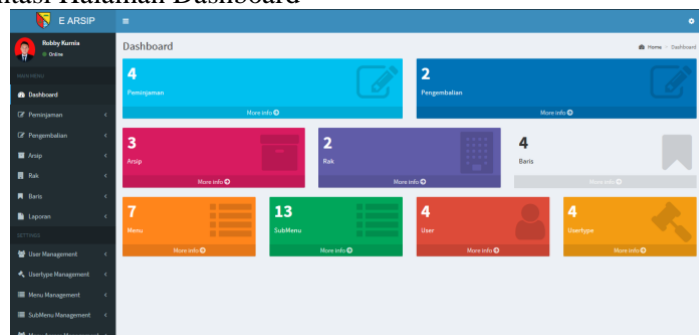 ntasi Halaman Dashboard
E ARSIP
Robby Kurnia
Online
MAIN MENU
Dashboard
Peminjaman
Pengembalian
Arsip
Rak
Baris
Laporan
SETTINGS
User Management
Usertype Management
Menu Management
SubMenu Management
Dashboard
Home > Dashboard
4
Peminjaman
More info
2
Pengembalian
More info
3
Arsip
More info
2
Rak
More info
4
Baris
More info
7
Menu
More info
13
SubMenu
More info
4
User
More info
4
Usertype
More info